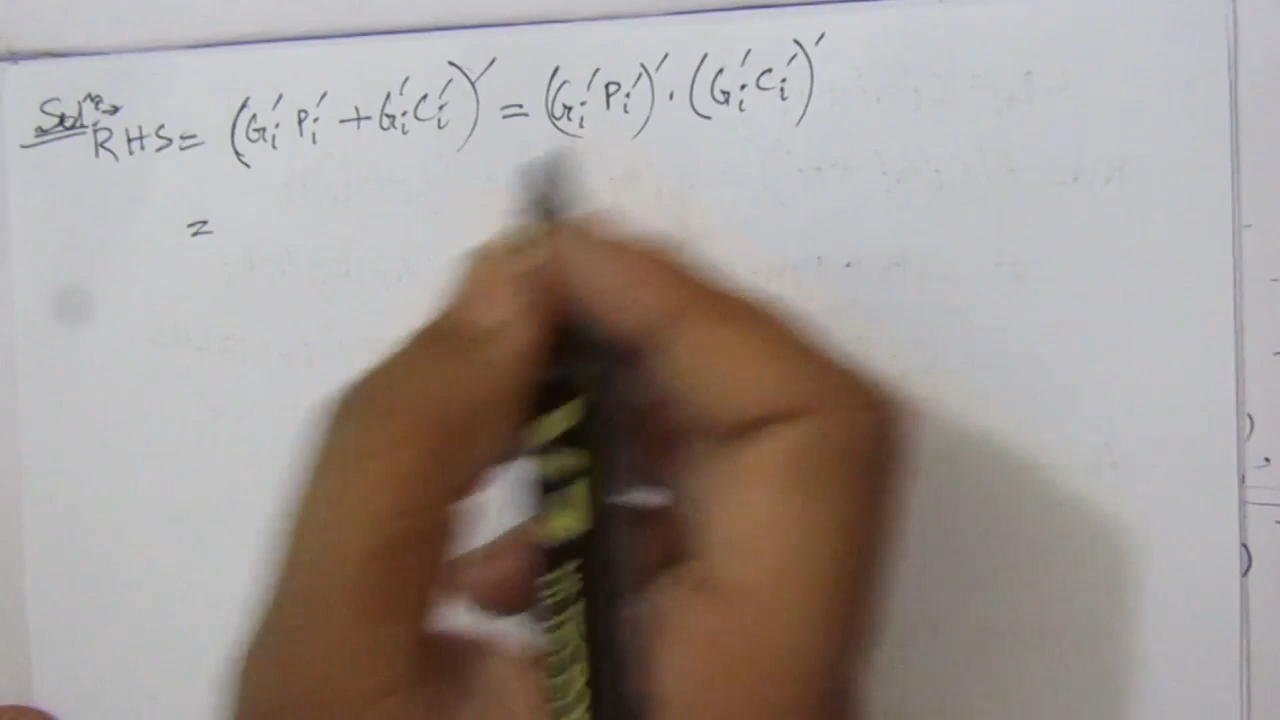 Solⁿ→ RHS = (Gᵢ′ Pᵢ′ + Gᵢ′ Cᵢ′)′ = (Gᵢ′ Pᵢ′)′ · (Gᵢ′ Cᵢ′)′
=